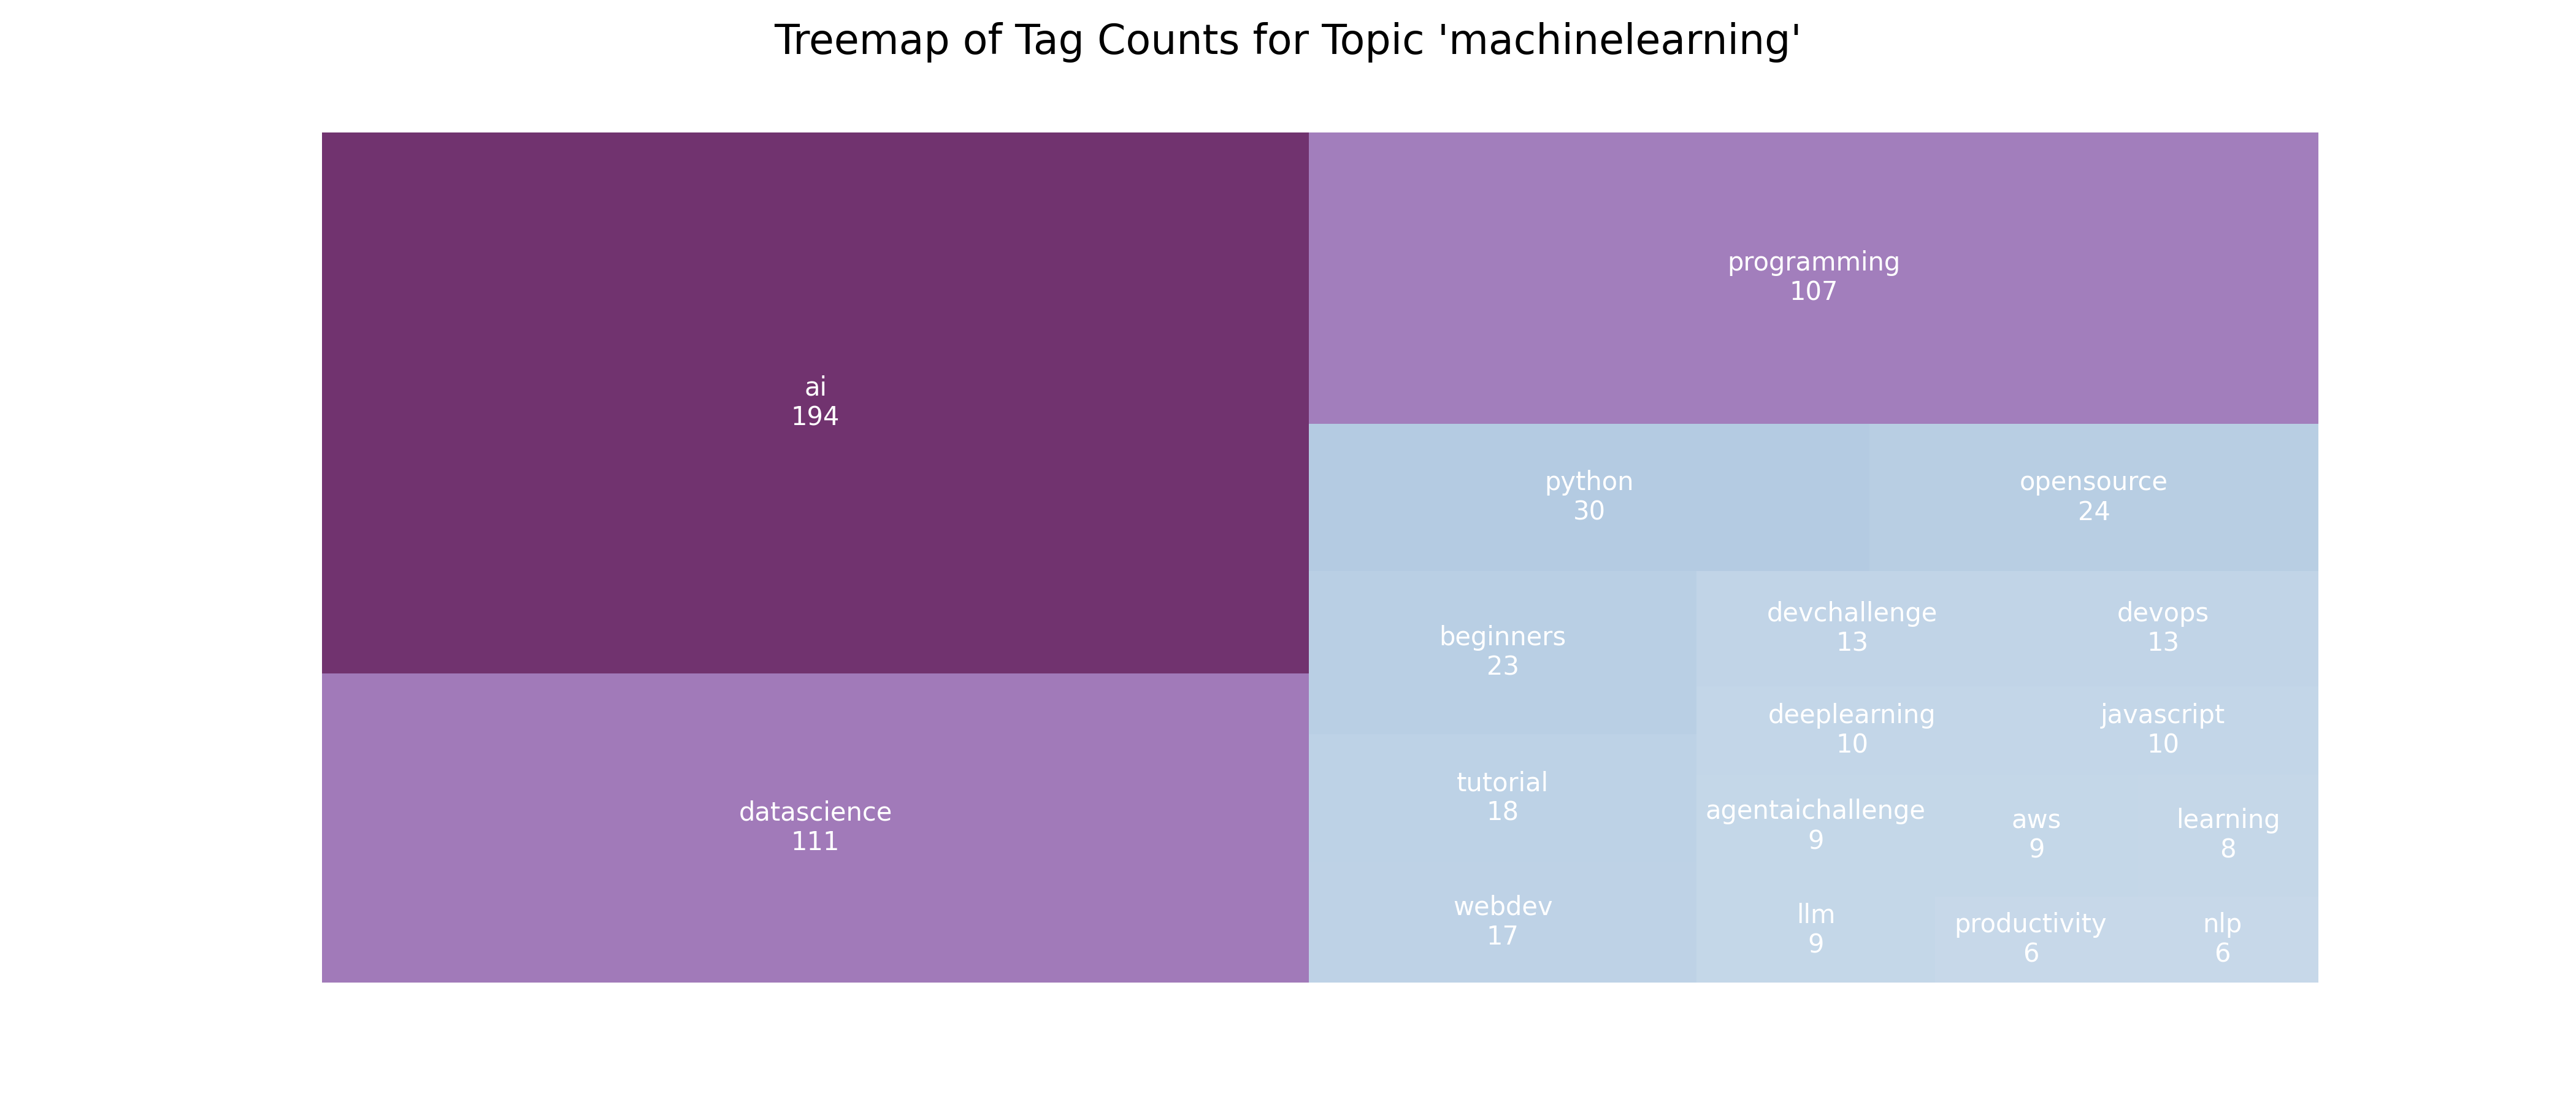 Treemap of Tag Counts for Topic 'machinelearning'
ai
194
datascience
111
programming
107
python
30
opensource
24
beginners
23
tutorial
18
webdev
17
devchallenge
13
devops
13
deeplearning
10
javascript
10
agentaichallenge
9
llm
9
aws
9
learning
8
productivity
6
nlp
6